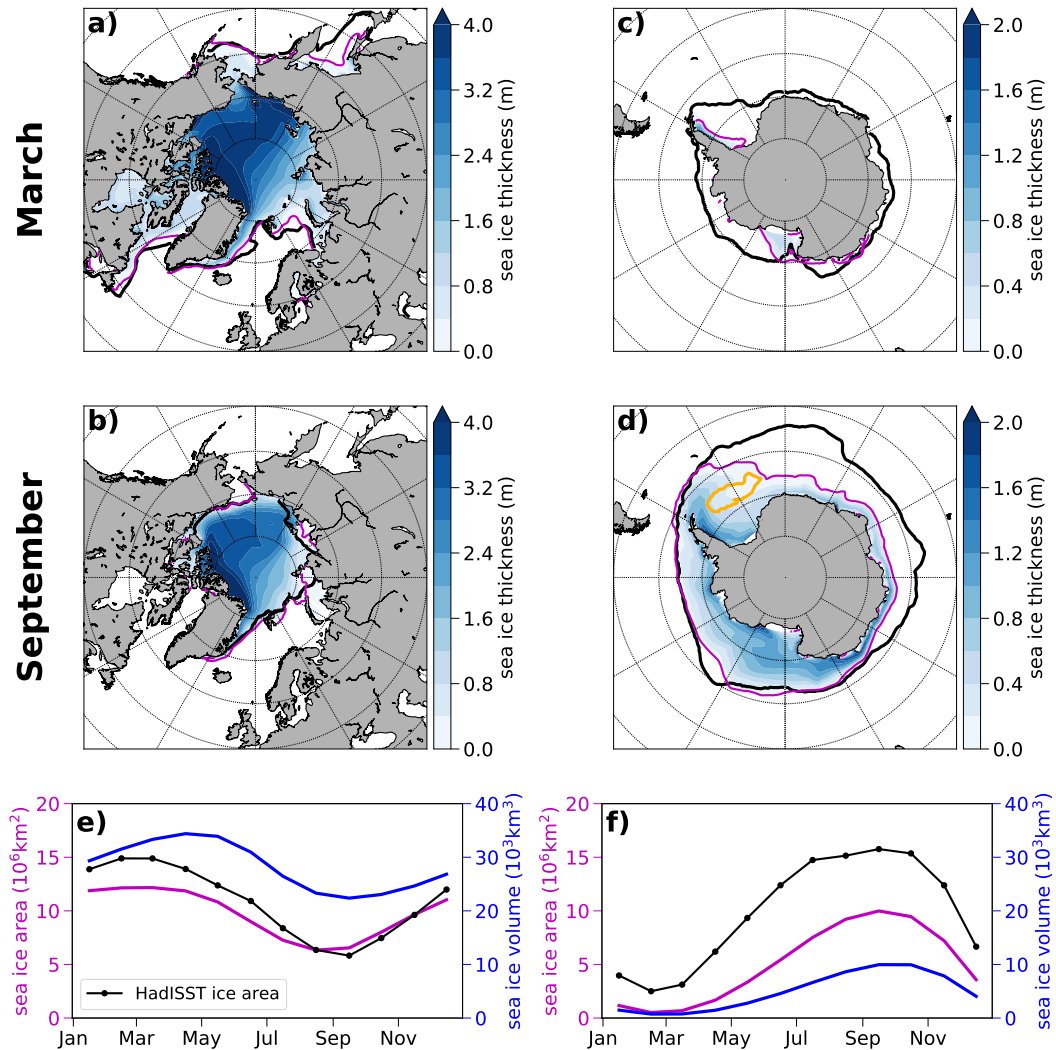 March
a)
4.0
3.2
2.4
1.6
0.8
0.0
sea ice thickness (m)
c)
2.0
1.6
1.2
0.8
0.4
0.0
sea ice thickness (m)
September
b)
4.0
3.2
2.4
1.6
0.8
0.0
sea ice thickness (m)
d)
2.0
1.6
1.2
0.8
0.4
0.0
sea ice thickness (m)
e)
sea ice area (10⁶km²)
20
15
10
5
0
HadISST ice area
Jan Mar May Jul Sep Nov
40
30
20
10
0
sea ice volume (10³km³)
f)
sea ice area (10⁶km²)
20
15
10
5
0
Jan Mar May Jul Sep Nov
40
30
20
10
0
sea ice volume (10³km³)